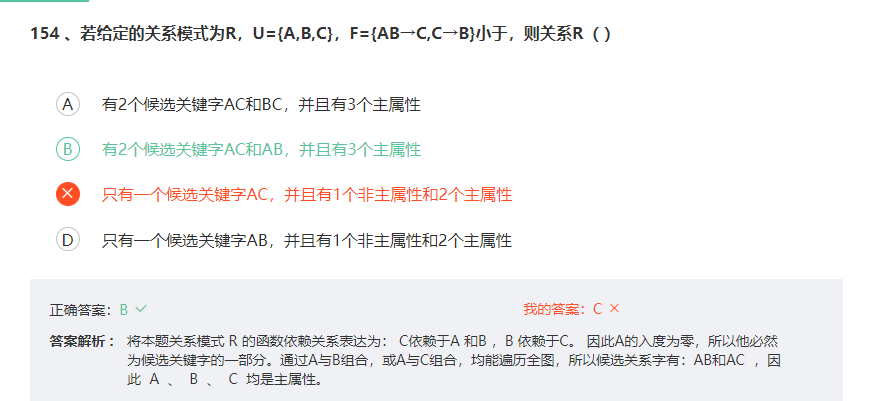 154 、若给定的关系模式为R，U={A,B,C}，F={AB→C,C→B}小于，则关系R（ ）
A 有2个候选关键字AC和BC，并且有3个主属性
B 有2个候选关键字AC和AB，并且有3个主属性
只有一个候选关键字AC，并且有1个非主属性和2个主属性
D 只有一个候选关键字AB，并且有1个非主属性和2个主属性
正确答案：B 我的答案：C
答案解析： 将本题关系模式 R 的函数依赖关系表达为： C依赖于A 和B ，B 依赖于C。 因此A的入度为零，所以他必然
为候选关键字的一部分。通过A与B组合，或A与C组合，均能遍历全图，所以候选关系字有：AB和AC ，因
此 A 、 B 、 C 均是主属性。